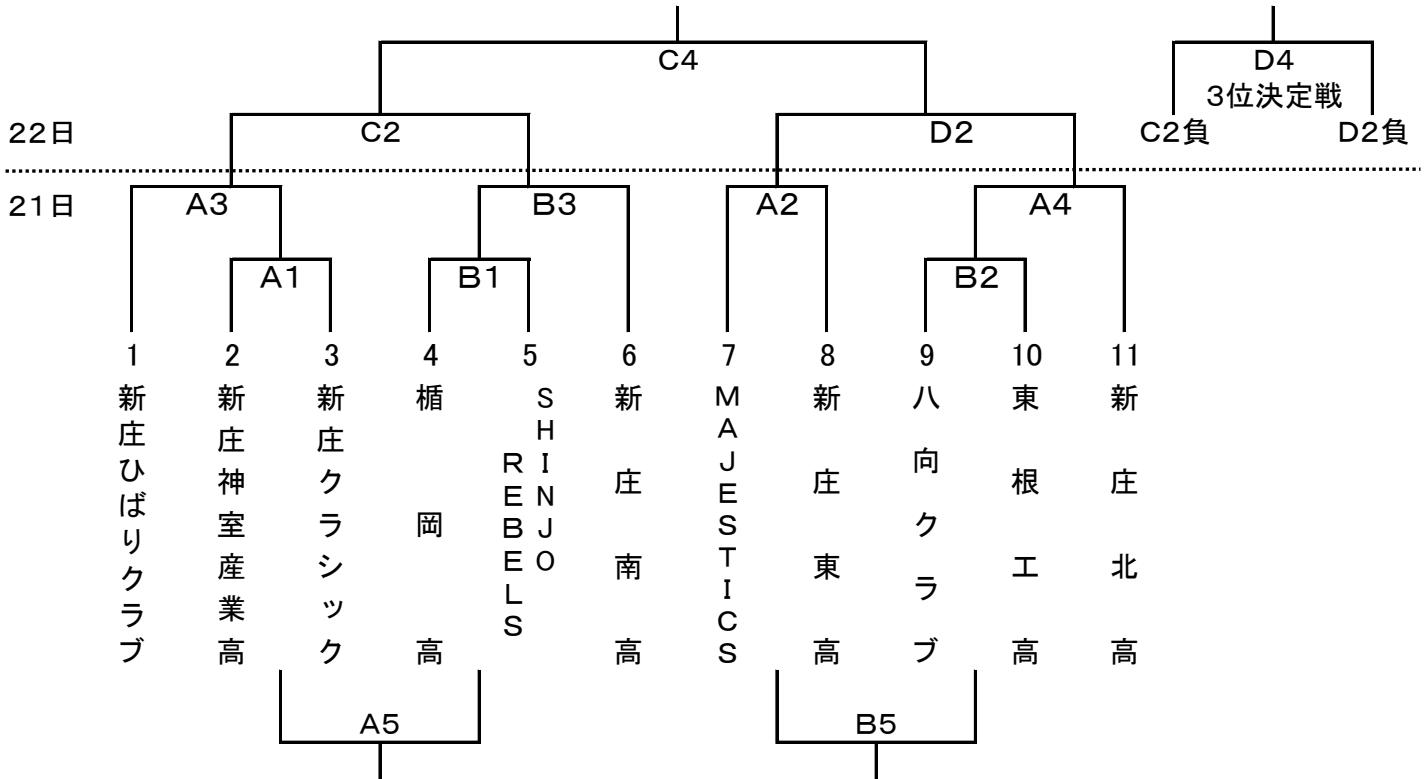 C4
D4
3位決定戦
22日
C2
D2
C2負
D2負
21日
A3
B3
A2
A4
A1
B1
B2
1
2
3
4
5
6
7
8
9
10
11
新庄ひばりクラブ
新庄神室産業高
新庄クラシック
楯岡高
SHINJO
REBELS
新庄南高
MAJESTICS
新庄東高
八向クラブ
東根工高
新庄北高
A5
B5